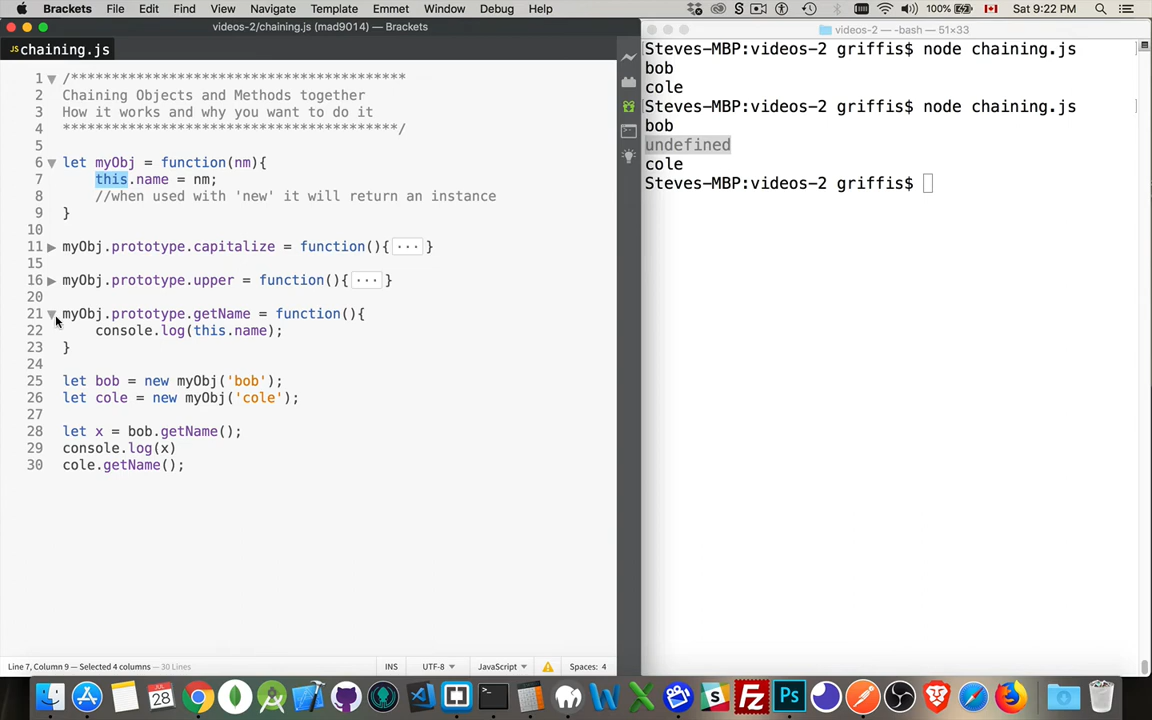 Brackets File Edit Find View Navigate Template Emmet Window Debug Help 100% Sat 9:22 PM
videos-2/chaining.js (mad9014) — Brackets
videos-2 — -bash — 51×33
JS chaining.js
1 /*****************************************
2 Chaining Objects and Methods together
3 How it works and why you want to do it
4 *****************************************/
5
6 let myObj = function(nm){
7 this.name = nm;
8 //when used with 'new' it will return an instance
9 }
10
11 myObj.prototype.capitalize = function(){ ··· }
15
16 myObj.prototype.upper = function(){ ··· }
20
21 myObj.prototype.getName = function(){
22 console.log(this.name);
23 }
24
25 let bob = new myObj('bob');
26 let cole = new myObj('cole');
27
28 let x = bob.getName();
29 console.log(x)
30 cole.getName();
Steves-MBP:videos-2 griffis$ node chaining.js
bob
cole
Steves-MBP:videos-2 griffis$ node chaining.js
bob
undefined
cole
Steves-MBP:videos-2 griffis$
Line 7, Column 9 — Selected 4 columns — 30 Lines INS UTF-8 JavaScript Spaces: 4
JUL
28